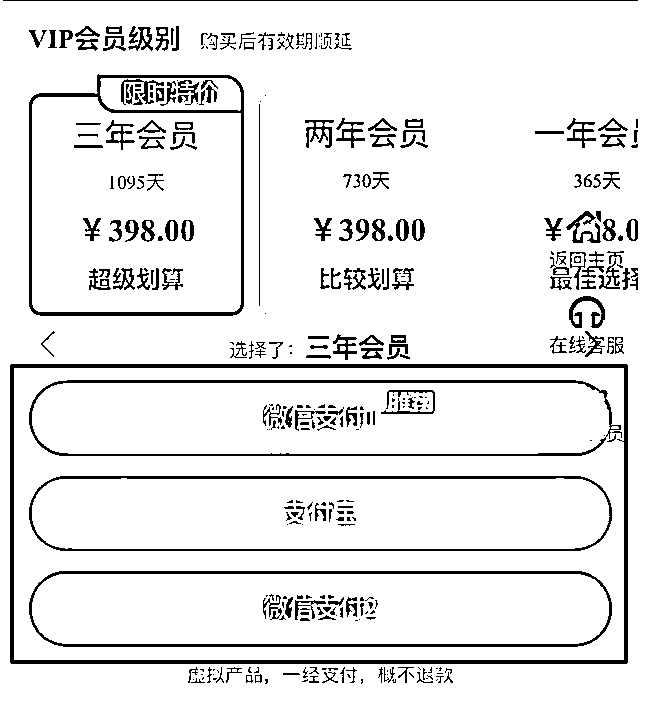 VIP会员级别 购买后有效期顺延
限时特价
三年会员
1095天
¥398.00
超级划算
两年会员
730天
¥398.00
比较划算
一年会员
365天
8.0
返回主页
最佳选择
在线客服
选择了：三年会员
微信支付
推荐
员
支付宝
微信支付2
虚拟产品，一经支付，概不退款